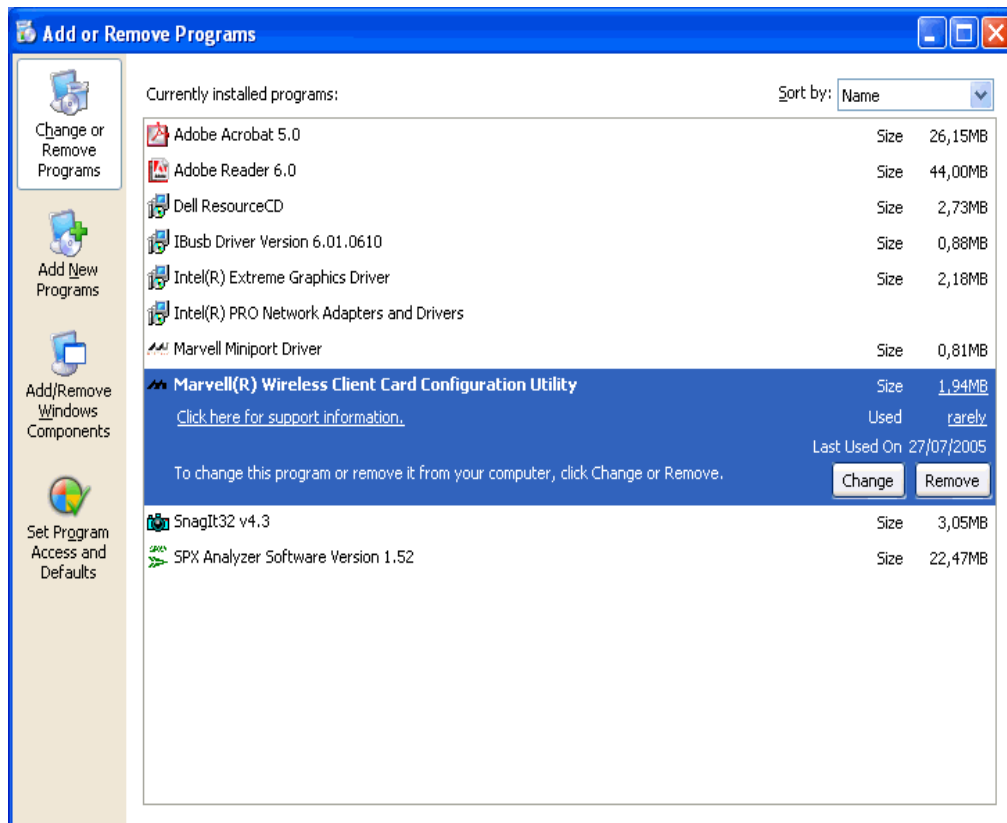 Add or Remove Programs
Change or
Remove
Programs
Add New
Programs
Add/Remove
Windows
Components
Set Program
Access and
Defaults
Currently installed programs:
Sort by: Name
Adobe Acrobat 5.0 Size 26,15MB
Adobe Reader 6.0 Size 44,00MB
Dell ResourceCD Size 2,73MB
IBusb Driver Version 6.01.0610 Size 0,88MB
Intel(R) Extreme Graphics Driver Size 2,18MB
Intel(R) PRO Network Adapters and Drivers
Marvell Miniport Driver Size 0,81MB
Marvell(R) Wireless Client Card Configuration Utility Size 1,94MB
Click here for support information. Used rarely
Last Used On 27/07/2005
To change this program or remove it from your computer, click Change or Remove. Change Remove
SnagIt32 v4.3 Size 3,05MB
SPX Analyzer Software Version 1.52 Size 22,47MB